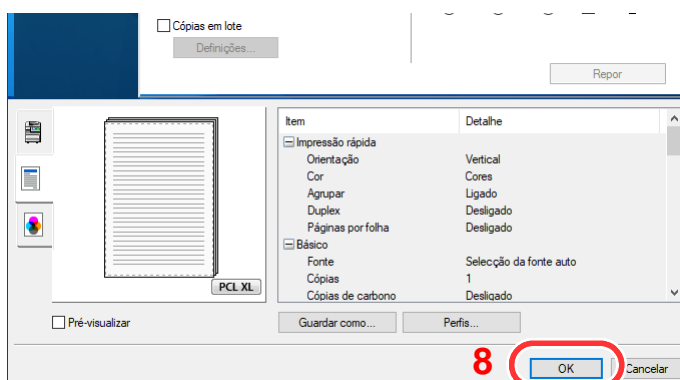 Cópias em lote
Definições...
Repor
Item Detalhe
Impressão rápida
Orientação Vertical
Cor Cores
Agrupar Ligado
Duplex Desligado
Páginas por folha Desligado
Básico
Fonte Selecção da fonte auto
Cópias 1
Cópias de carbono Desligado
PCL XL
Pré-visualizar Guardar como... Perfis...
8 OK Cancelar